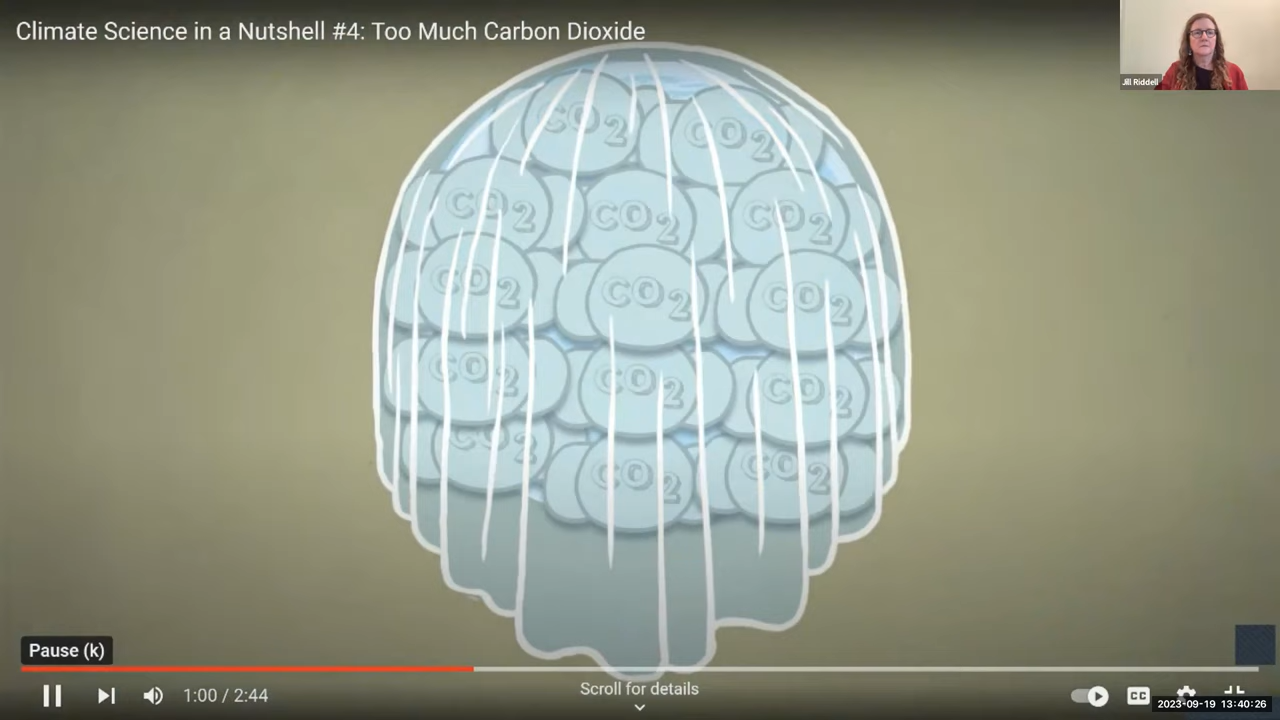 Climate Science in a Nutshell #4: Too Much Carbon Dioxide
Jill Riddell
CO2
CO2
CO2
CO2
CO2
CO2
CO2
CO2
CO2
CO2
CO2
CO2
CO2
CO2
Pause (k)
1:00 / 2:44
Scroll for details
CC
2023-09-19 13:40:26